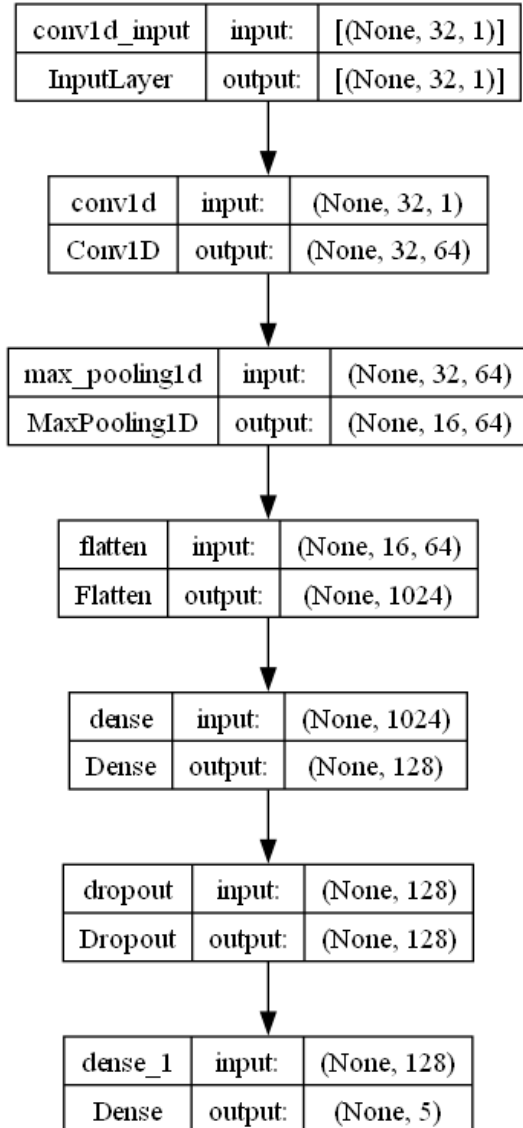 conv1d_input input: [(None, 32, 1)]
InputLayer output: [(None, 32, 1)]
conv1d input: (None, 32, 1)
Conv1D output: (None, 32, 64)
max_pooling1d input: (None, 32, 64)
MaxPooling1D output: (None, 16, 64)
flatten input: (None, 16, 64)
Flatten output: (None, 1024)
dense input: (None, 1024)
Dense output: (None, 128)
dropout input: (None, 128)
Dropout output: (None, 128)
dense_1 input: (None, 128)
Dense output: (None, 5)